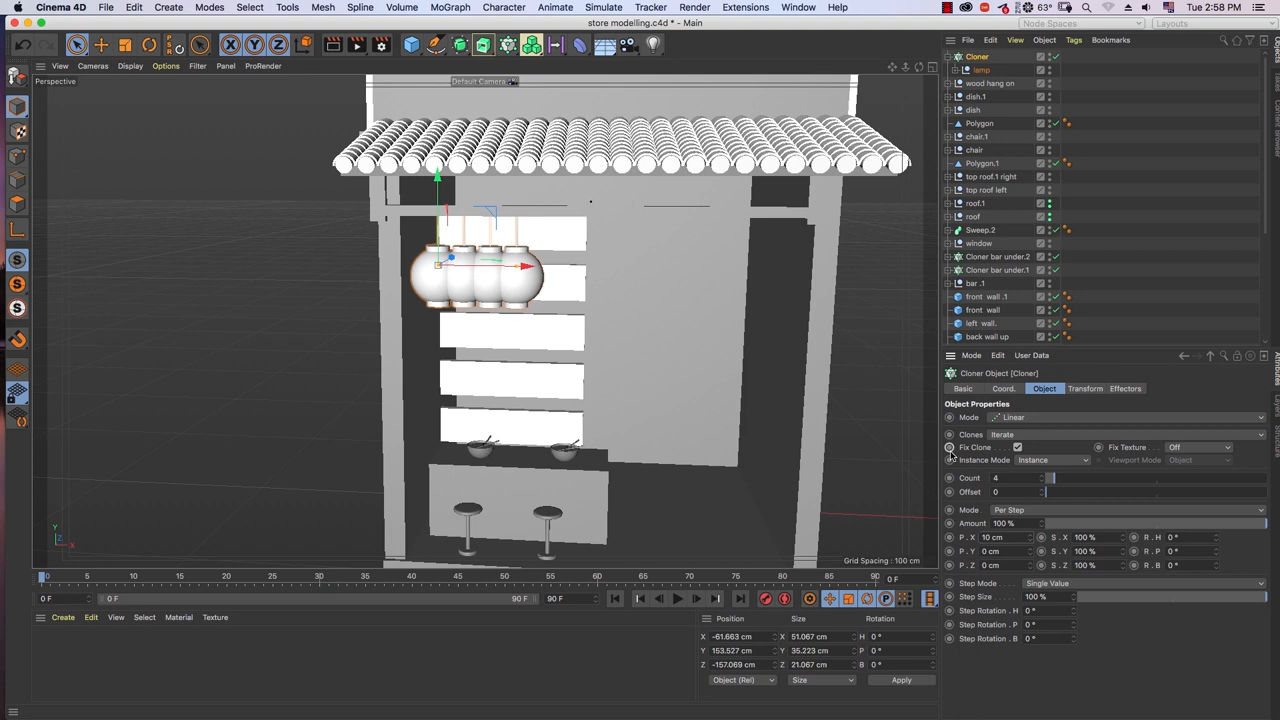 Cinema 4D File Edit Create Modes Select Tools Mesh Spline Volume MoGraph Character Animate Simulate Tracker Render Extensions Window Help 63° Tue 2:58 PM
store modelling.c4d * - Main
Node Spaces Layouts
X Y Z
PSR
File Edit View Object Tags Bookmarks
View Cameras Display Options Filter Panel ProRender
Perspective
Default Camera
Cloner
lamp
wood hang on
dish.1
dish
Polygon
chair.1
chair
Polygon.1
top roof.1 right
top roof left
roof.1
roof
Sweep.2
window
Cloner bar under.2
Cloner bar under.1
bar .1
front wall .1
front wall
left wall.
back wall up
Objects
Takes
Attributes
Layers
Structure
Mode Edit User Data
Cloner Object [Cloner]
Basic Coord. Object Transform Effectors
Object Properties
Mode Linear
Clones Iterate
Fix Clone Fix Texture Off
Instance Mode Instance Viewport Mode Object
Count 4
Offset 0
Mode Per Step
Amount 100 %
P . X 10 cm S . X 100 % R . H 0 °
P . Y 0 cm S . Y 100 % R . P 0 °
P . Z 0 cm S . Z 100 % R . B 0 °
Step Mode Single Value
Step Size 100 %
Step Rotation . H 0 °
Step Rotation . P 0 °
Step Rotation . B 0 °
Y
Z X
Grid Spacing : 100 cm
0 5 10 15 20 25 30 35 40 45 50 55 60 65 70 75 80 85 90 0 F
0 F 0 F 90 F 90 F
Create Edit View Select Material Texture
Position Size Rotation
X -61.663 cm X 51.067 cm H 0 °
Y 153.527 cm Y 35.223 cm P 0 °
Z -157.069 cm Z 21.067 cm B 0 °
Object (Rel) Size Apply